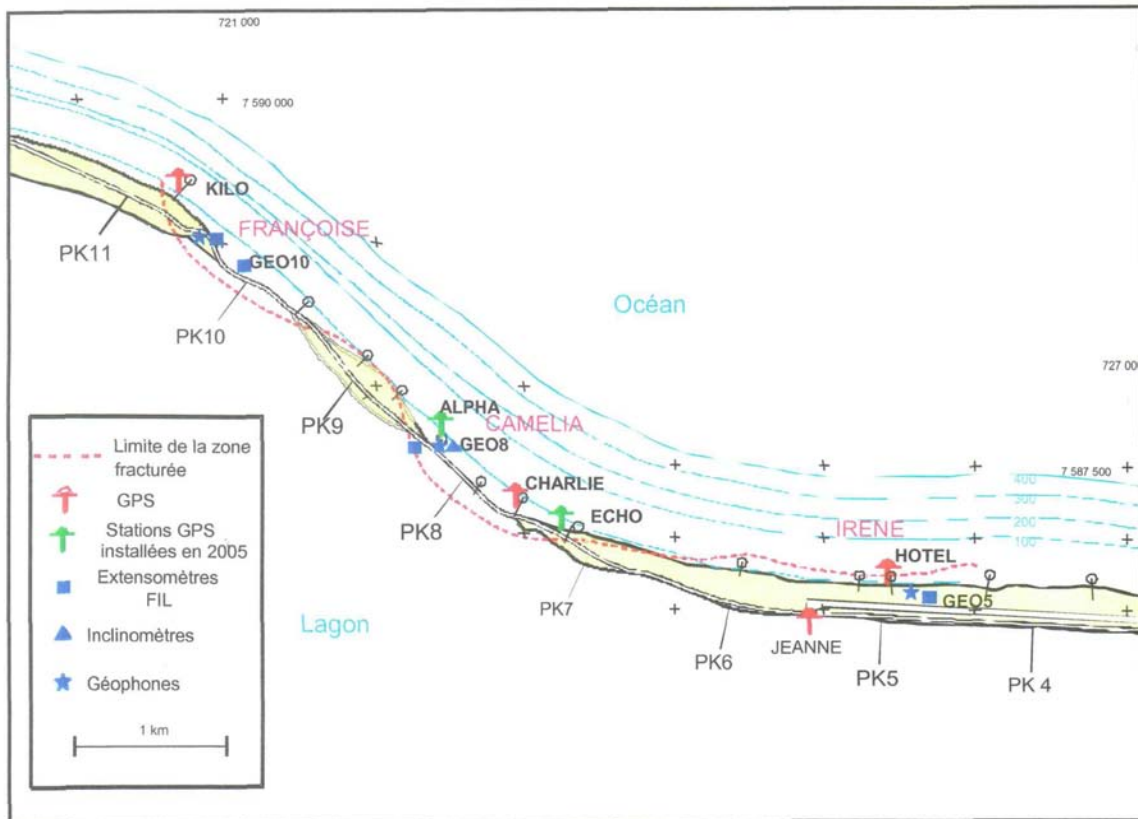 721 000
7 590 000
KILO
FRANÇOISE
PK11
GEO10
PK10
Océan
727 000
PK9
ALPHA
CAMELIA
GEO8
7 587 500
400
300
200
100
CHARLIE
PK8
ECHO
IRENE
HOTEL
PK7
GEO5
Lagon
JEANNE
PK6
PK5
PK 4
Limite de la zone
fracturée
GPS
Stations GPS
installées en 2005
Extensomètres
FIL
Inclinomètres
Géophones
1 km